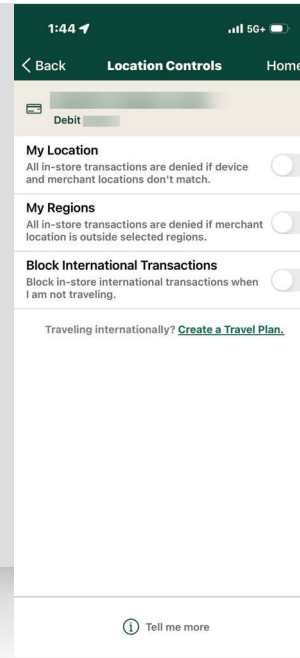 1:44 5G+
Back Location Controls Home
Debit
My Location
All in-store transactions are denied if device
and merchant locations don't match.
My Regions
All in-store transactions are denied if merchant
location is outside selected regions.
Block International Transactions
Block in-store international transactions when
I am not traveling.
Traveling internationally? Create a Travel Plan.
Tell me more